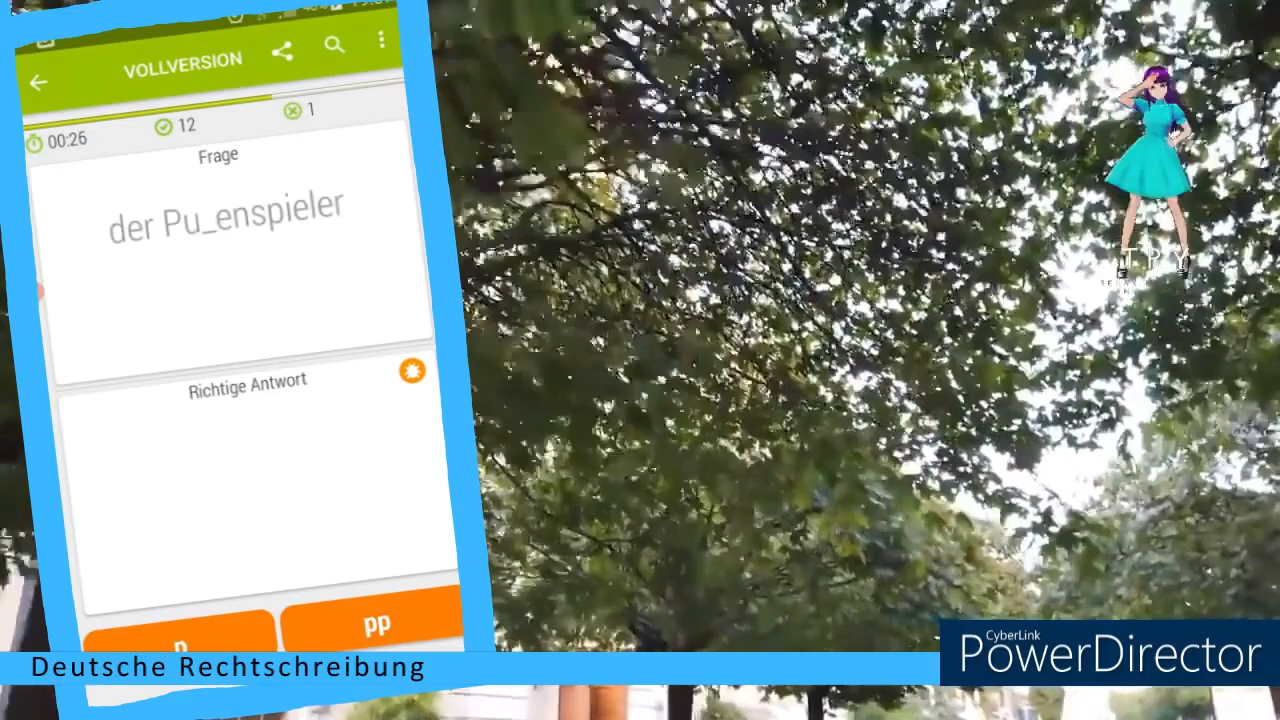 VOLLVERSION
00:26
12
1
Frage
der Pu_enspieler
Richtige Antwort
p
pp
Deutsche Rechtschreibung
CyberLink
PowerDirector